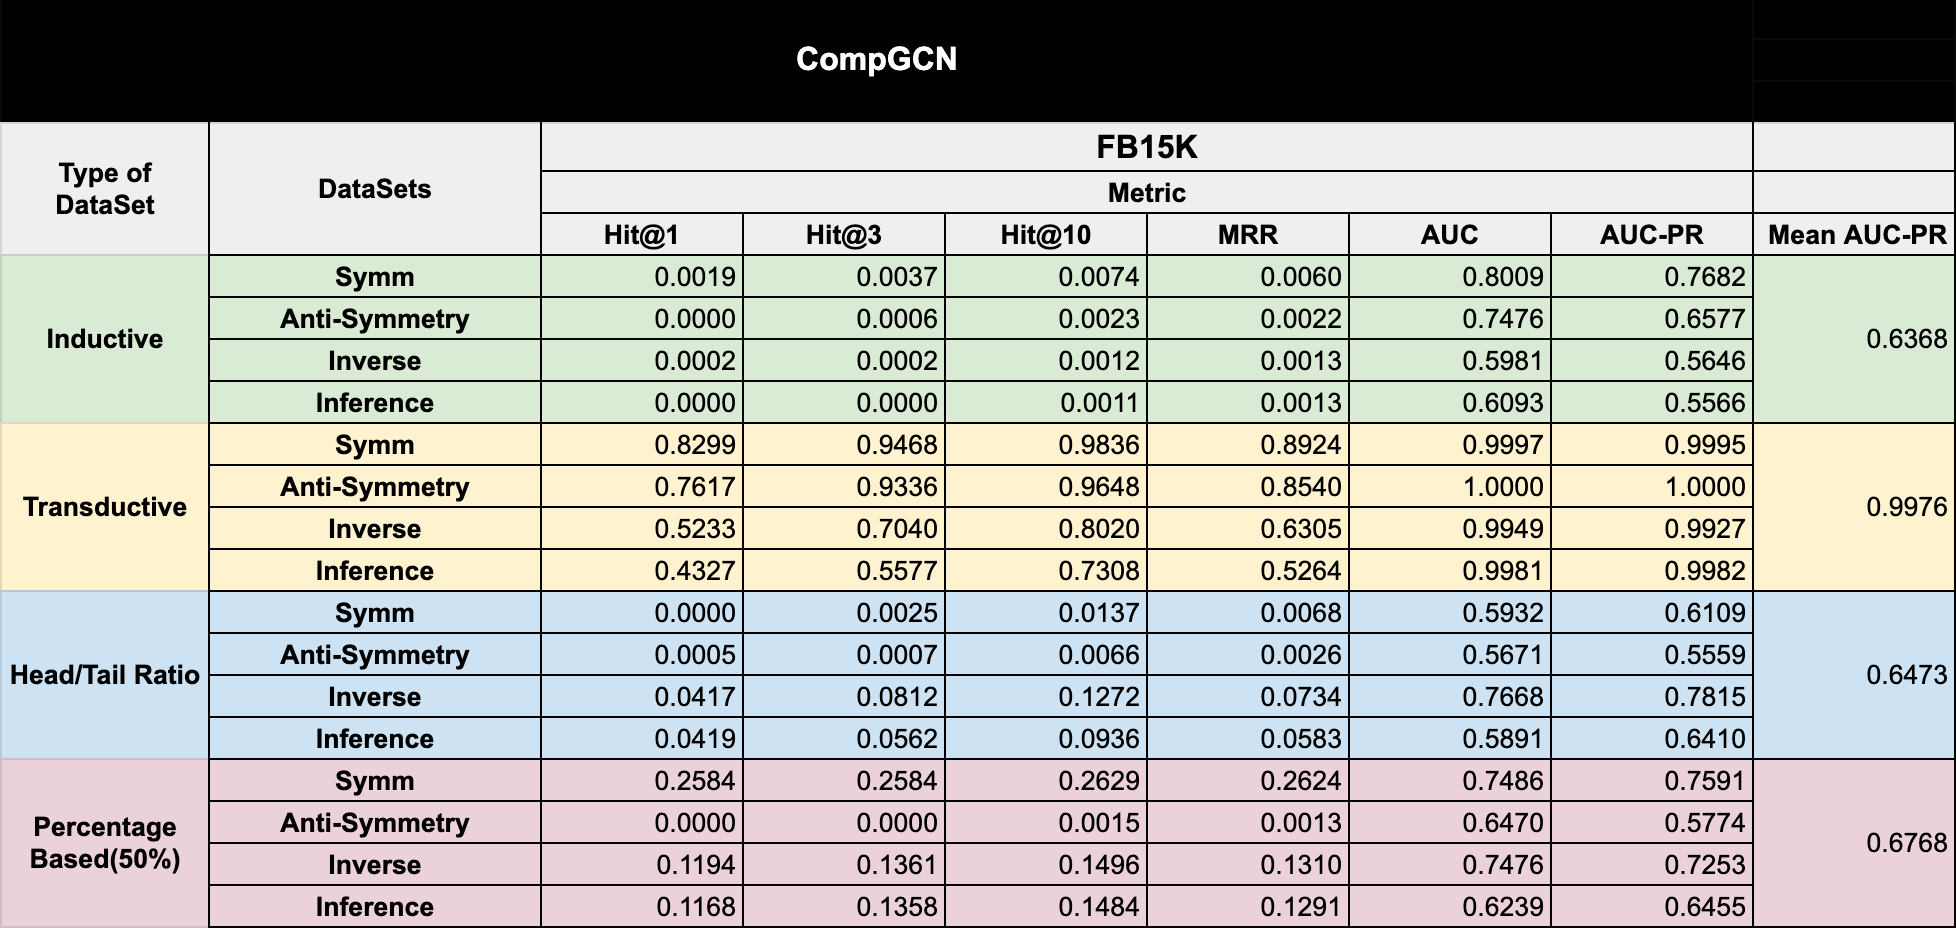 CompGCN
Type of DataSet DataSets FB15K
Metric
Hit@1 Hit@3 Hit@10 MRR AUC AUC-PR Mean AUC-PR
Inductive Symm 0.0019 0.0037 0.0074 0.0060 0.8009 0.7682 0.6368
Anti-Symmetry 0.0000 0.0006 0.0023 0.0022 0.7476 0.6577
Inverse 0.0002 0.0002 0.0012 0.0013 0.5981 0.5646
Inference 0.0000 0.0000 0.0011 0.0013 0.6093 0.5566
Transductive Symm 0.8299 0.9468 0.9836 0.8924 0.9997 0.9995 0.9976
Anti-Symmetry 0.7617 0.9336 0.9648 0.8540 1.0000 1.0000
Inverse 0.5233 0.7040 0.8020 0.6305 0.9949 0.9927
Inference 0.4327 0.5577 0.7308 0.5264 0.9981 0.9982
Head/Tail Ratio Symm 0.0000 0.0025 0.0137 0.0068 0.5932 0.6109 0.6473
Anti-Symmetry 0.0005 0.0007 0.0066 0.0026 0.5671 0.5559
Inverse 0.0417 0.0812 0.1272 0.0734 0.7668 0.7815
Inference 0.0419 0.0562 0.0936 0.0583 0.5891 0.6410
Percentage Based(50%) Symm 0.2584 0.2584 0.2629 0.2624 0.7486 0.7591 0.6768
Anti-Symmetry 0.0000 0.0000 0.0015 0.0013 0.6470 0.5774
Inverse 0.1194 0.1361 0.1496 0.1310 0.7476 0.7253
Inference 0.1168 0.1358 0.1484 0.1291 0.6239 0.6455